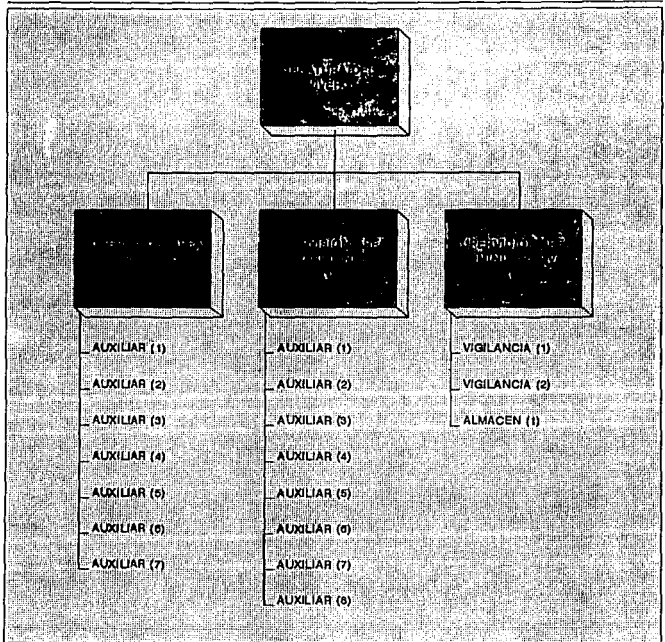 AUXILIAR (1)
AUXILIAR (2)
AUXILIAR (3)
AUXILIAR (4)
AUXILIAR (5)
AUXILIAR (6)
AUXILIAR (7)
AUXILIAR (1)
AUXILIAR (2)
AUXILIAR (3)
AUXILIAR (4)
AUXILIAR (5)
AUXILIAR (6)
AUXILIAR (7)
AUXILIAR (8)
VIGILANCIA (1)
VIGILANCIA (2)
ALMACEN (1)